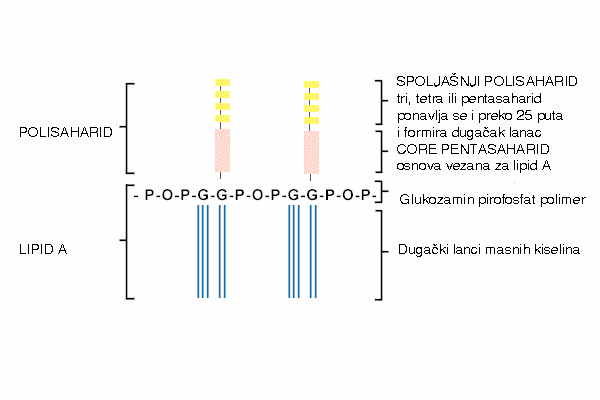 SPOLJAŠNJI POLISAHARID
tri, tetra ili pentasaharid
ponavlja se i preko 25 puta
i formira dugačak lanac
POLISAHARID
CORE PENTASAHARID
osnova vezana za lipid A
- P-O-P-G-G-P-O-P-G-G-P-O-P-
Glukozamin pirofosfat polimer
LIPID A
Dugački lanci masnih kiselina